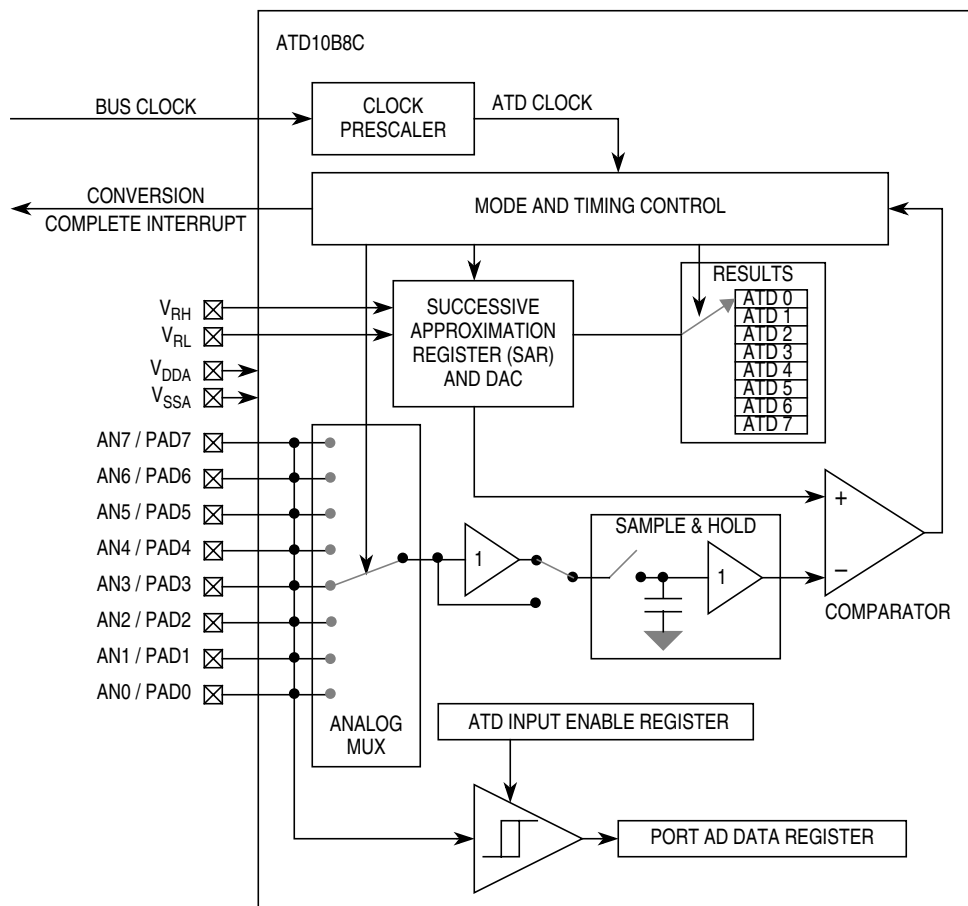 ATD10B8C
BUS CLOCK
CLOCK
PRESCALER
ATD CLOCK
CONVERSION
COMPLETE INTERRUPT
MODE AND TIMING CONTROL
RESULTS
ATD 0
ATD 1
ATD 2
ATD 3
ATD 4
ATD 5
ATD 6
ATD 7
VRH
VRL
VDDA
VSSA
SUCCESSIVE
APPROXIMATION
REGISTER (SAR)
AND DAC
AN7 / PAD7
AN6 / PAD6
AN5 / PAD5
AN4 / PAD4
AN3 / PAD3
AN2 / PAD2
AN1 / PAD1
AN0 / PAD0
ANALOG
MUX
1
SAMPLE & HOLD
1
+
−
COMPARATOR
ATD INPUT ENABLE REGISTER
PORT AD DATA REGISTER